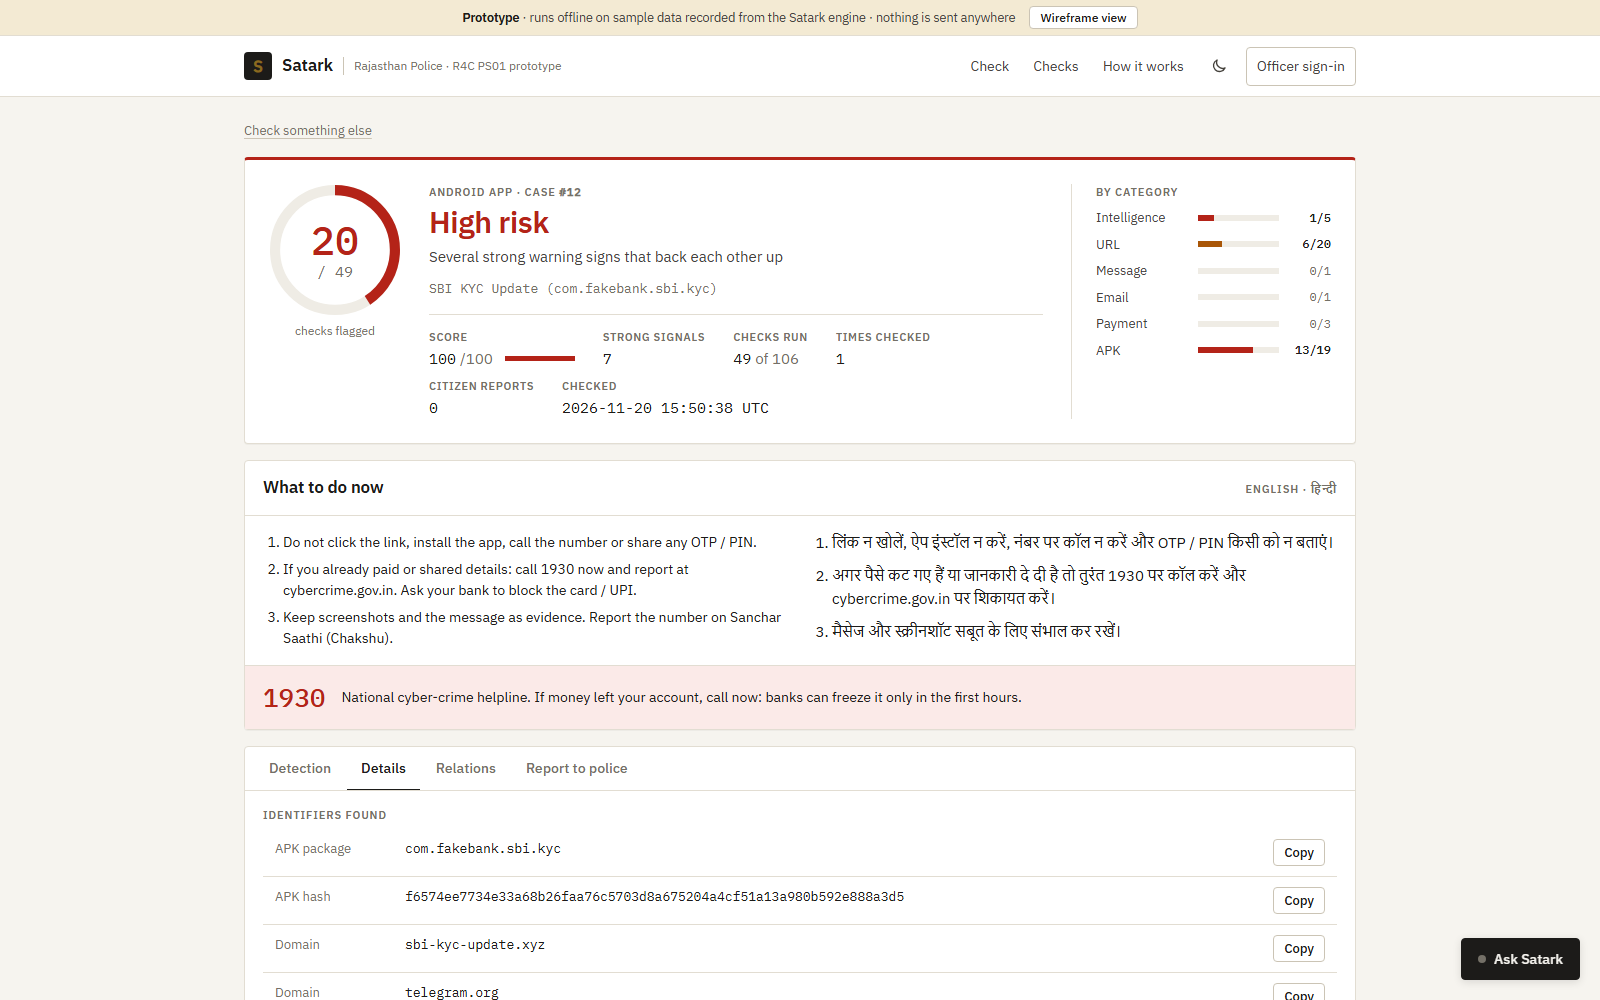 Prototype · runs offline on sample data recorded from the Satark engine · nothing is sent anywhere Wireframe view
S Satark Rajasthan Police · R4C PS01 prototype Check Checks How it works Officer sign-in
Check something else
20
/ 49
checks flagged
ANDROID APP · CASE #12
High risk
Several strong warning signs that back each other up
SBI KYC Update (com.fakebank.sbi.kyc)
SCORE STRONG SIGNALS CHECKS RUN TIMES CHECKED
100 /100 7 49 of 106 1
CITIZEN REPORTS CHECKED
0 2026-11-20 15:50:38 UTC
BY CATEGORY
Intelligence 1/5
URL 6/20
Message 0/1
Email 0/1
Payment 0/3
APK 13/19
What to do now ENGLISH · हिन्दी
1. Do not click the link, install the app, call the number or share any OTP / PIN.
2. If you already paid or shared details: call 1930 now and report at
cybercrime.gov.in. Ask your bank to block the card / UPI.
3. Keep screenshots and the message as evidence. Report the number on Sanchar
Saathi (Chakshu).
1. लिंक न खोलें, ऐप इंस्टॉल न करें, नंबर पर कॉल न करें और OTP / PIN किसी को न बताएं।
2. अगर पैसे कट गए हैं या जानकारी दे दी है तो तुरंत 1930 पर कॉल करें और
cybercrime.gov.in पर शिकायत करें।
3. मैसेज और स्क्रीनशॉट सबूत के लिए संभाल कर रखें।
1930 National cyber-crime helpline. If money left your account, call now: banks can freeze it only in the first hours.
Detection Details Relations Report to police
IDENTIFIERS FOUND
APK package com.fakebank.sbi.kyc Copy
APK hash f6574ee7734e33a68b26faa76c5703d8a675204a4cf51a13a980b592e888a3d5 Copy
Domain sbi-kyc-update.xyz Copy
Domain telegram.org Copy
Ask Satark